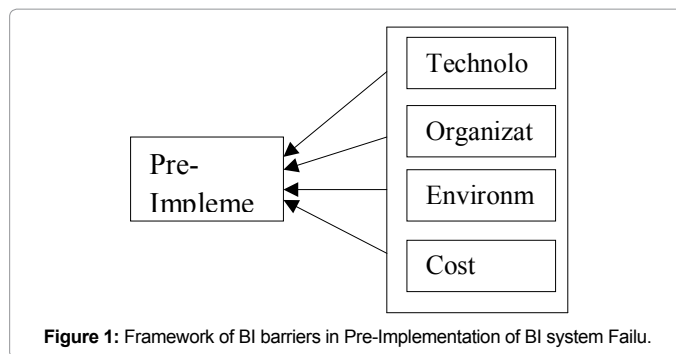 Technolo
Organizat
Pre-
Impleme
Environm
Cost
Figure 1: Framework of BI barriers in Pre-Implementation of BI system Failu.